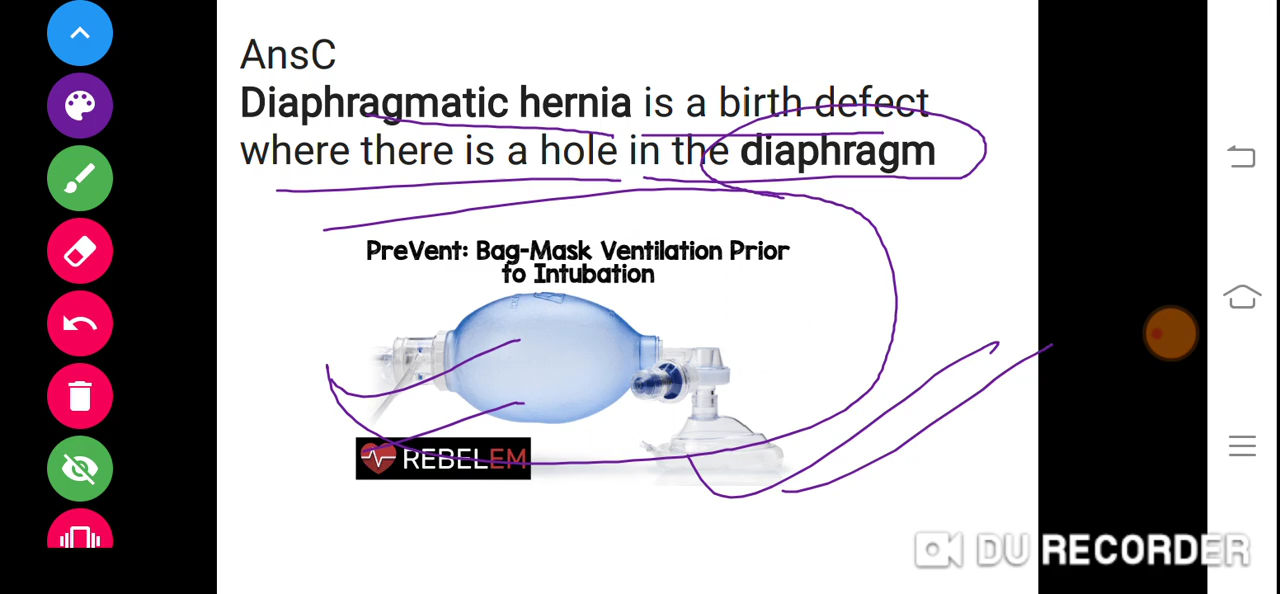 AnsC
Diaphragmatic hernia is a birth defect
where there is a hole in the diaphragm
PreVent: Bag-Mask Ventilation Prior
to Intubation
REBELEM
DU RECORDER